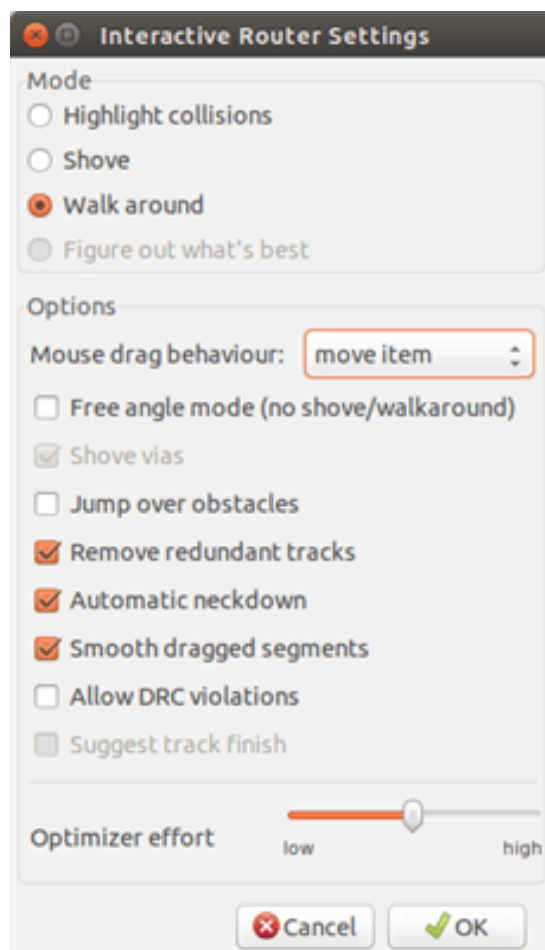 Interactive Router Settings
Mode
Highlight collisions
Shove
Walk around
Figure out what's best
Options
Mouse drag behaviour: move item
Free angle mode (no shove/walkaround)
Shove vias
Jump over obstacles
Remove redundant tracks
Automatic neckdown
Smooth dragged segments
Allow DRC violations
Suggest track finish
Optimizer effort
low high
Cancel OK